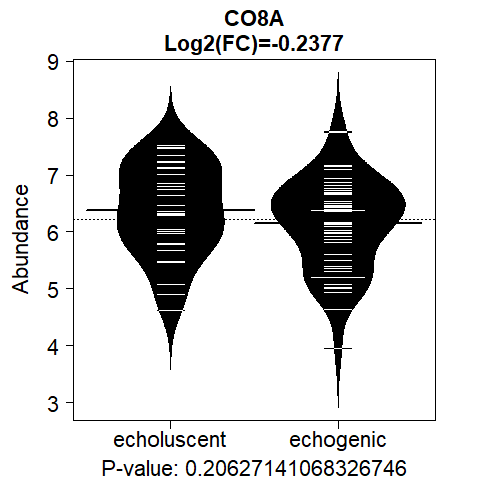 CO8A
Log2(FC)=-0.2377
9
8
7
6
5
4
3
Abundance
echoluscent echogenic
P-value: 0.20627141068326746